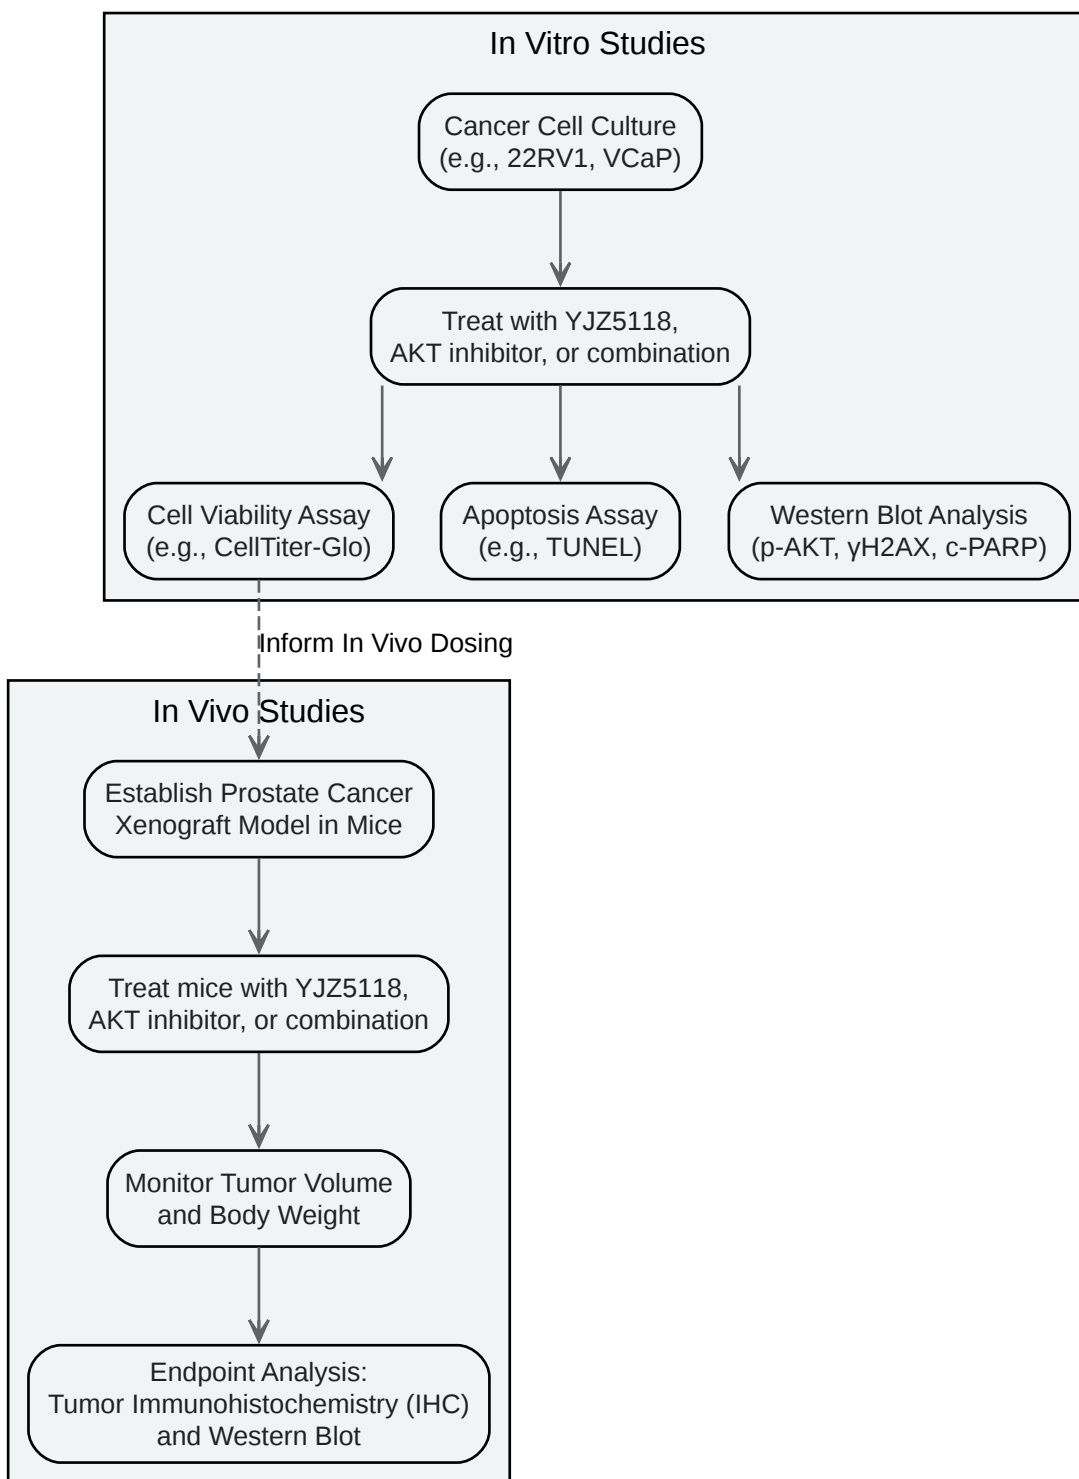 In Vitro Studies
Cancer Cell Culture
(e.g., 22RV1, VCaP)
Treat with YJZ5118,
AKT inhibitor, or combination
Cell Viability Assay
(e.g., CellTiter-Glo)
Apoptosis Assay
(e.g., TUNEL)
Western Blot Analysis
(p-AKT, γH2AX, c-PARP)
Inform In Vivo Dosing
In Vivo Studies
Establish Prostate Cancer
Xenograft Model in Mice
Treat mice with YJZ5118,
AKT inhibitor, or combination
Monitor Tumor Volume
and Body Weight
Endpoint Analysis:
Tumor Immunohistochemistry (IHC)
and Western Blot